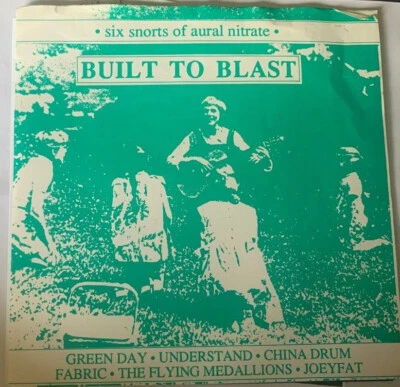 • six snorts of aural nitrate •
BUILT TO BLAST
GREEN DAY • UNDERSTAND • CHINA DRUM
FABRIC • THE FLYING MEDALLIONS • JOEYFAT